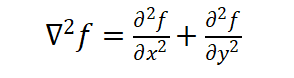 ∇²f = ∂²f/∂x² + ∂²f/∂y²